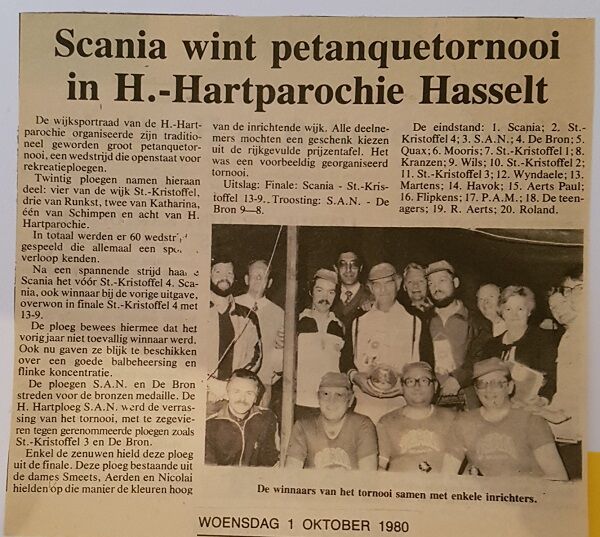 Scania wint petanquetornooi
in H.-Hartparochie Hasselt
De wijksportraad van de H.-Hart-
parochie organiseerde zijn traditio-
neel geworden groot petanquetor-
nooi, een wedstrijd die openstaat voor
rekreatieploegen.
Twintig ploegen namen hieraan
deel: vier van de wijk St.-Kristoffel,
drie van Runkst, twee van Katharina,
één van Schimpen en acht van H.
Hartparochie.
In totaal werden er 60 wedstr
gespeeld die allemaal een
verloop kenden.
Na een spannende strijd
Scania het vóór St.-Kristoffel 4. Sca-
nia, ook winnaar bij de vorige uitgave,
overwon in finale St.-Kristoffel 4 met
13-9.
De ploeg bewees hiermee dat het
vorig jaar niet toevallig winnaar werd.
Ook nu gaven ze blijk te beschikken
over een goede balbeheersing en
flinke koncentratie.
De ploegen S.A.N. en De Bron
streden voor de bronzen medaille. De
H. Hartploeg S.A.N. werd de verras-
sing van het tornooi, met te zegevie-
ren tegen gerenommeerde ploegen zoals
St.-Kristoffel 3 en De Bron.
Enkel de zenuwen hield deze ploeg
uit de finale. Deze ploeg bestaande uit
de dames Smeets, Aerden en Nicolai
hielden op die manier de kleuren hoog
van de inrichtende wijk. Alle deelne-
mers mochten een geschenk kiezen
uit de rijkgevulde prijzentafel. Het
was een voorbeeldig georganiseerd
tornooi.
Uitslag: Finale: Scania - St.-Kris-
toffel 13-9. Troosting: S.A.N. - De
Bron 9—8.
De eindstand: 1. Scania; 2. St.-
Kristoffel 4; 3. S.A.N.; 4. De Bron; 5.
Quax; 6. Mooris; 7. St.-Kristoffel 1; 8.
Kranzen; 9. Wils; 10. St.-Kristoffel 2;
11. St.-Kristoffel 3; 12. Wyndaele; 13.
Martens; 14. Havok; 15. Aerts Paul;
16. Flipkens; 17. P.A.M.; 18. De teen-
agers; 19. R. Aerts; 20. Roland.
De winnaars van het tornooi samen met enkele inrichters.
WOENSDAG 1 OKTOBER 1980